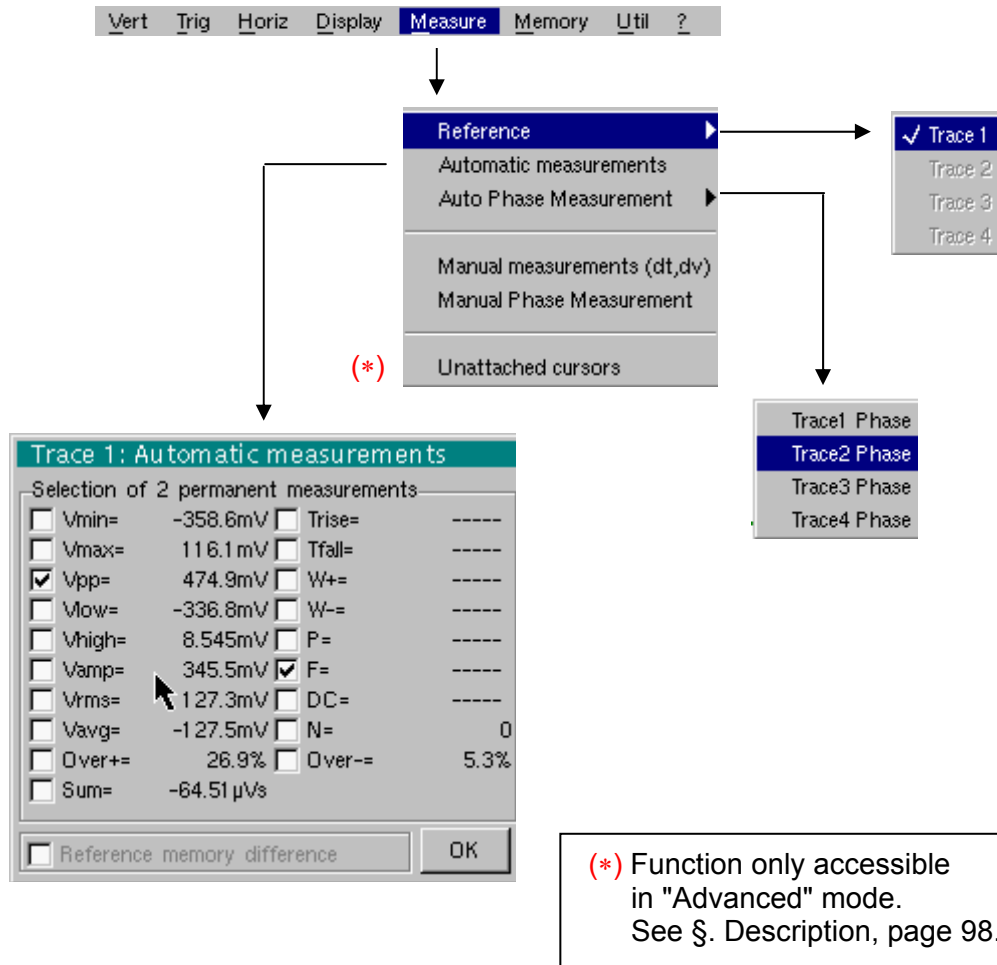 Vert Trig Horiz Display Measure Memory Util ?
Reference
Automatic measurements
Auto Phase Measurement
Manual measurements (dt,dv)
Manual Phase Measurement
(*) Unattached cursors
Trace 1
Trace 2
Trace 3
Trace 4
Trace1 Phase
Trace2 Phase
Trace3 Phase
Trace4 Phase
Trace 1: Automatic measurements
Selection of 2 permanent measurements
Vmin= -358.6mV Trise= -----
Vmax= 116.1mV Tfall= -----
Vpp= 474.9mV W+= -----
Vlow= -336.8mV W-= -----
Vhigh= 8.545mV P= -----
Vamp= 345.5mV F= -----
Vrms= 127.3mV DC= -----
Vavg= -127.5mV N= 0
Over+= 26.9% Over-= 5.3%
Sum= -64.51µVs
Reference memory difference OK
(*) Function only accessible
in "Advanced" mode.
See §. Description, page 98.